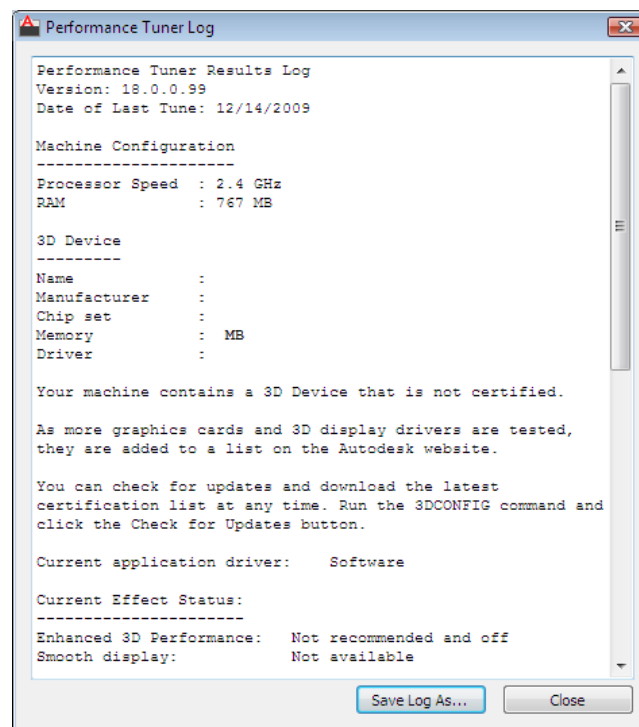 Performance Tuner Log
Performance Tuner Results Log
Version: 18.0.0.99
Date of Last Tune: 12/14/2009
Machine Configuration
----------------------
Processor Speed  : 2.4 GHz
RAM              : 767 MB
3D Device
---------
Name             :
Manufacturer     :
Chip set         :
Memory           :  MB
Driver           :
Your machine contains a 3D Device that is not certified.
As more graphics cards and 3D display drivers are tested,
they are added to a list on the Autodesk website.
You can check for updates and download the latest
certification list at any time. Run the 3DCONFIG command and
click the Check for Updates button.
Current application driver:    Software
Current Effect Status:
-----------------------
Enhanced 3D Performance:   Not recommended and off
Smooth display:            Not available
Save Log As... Close